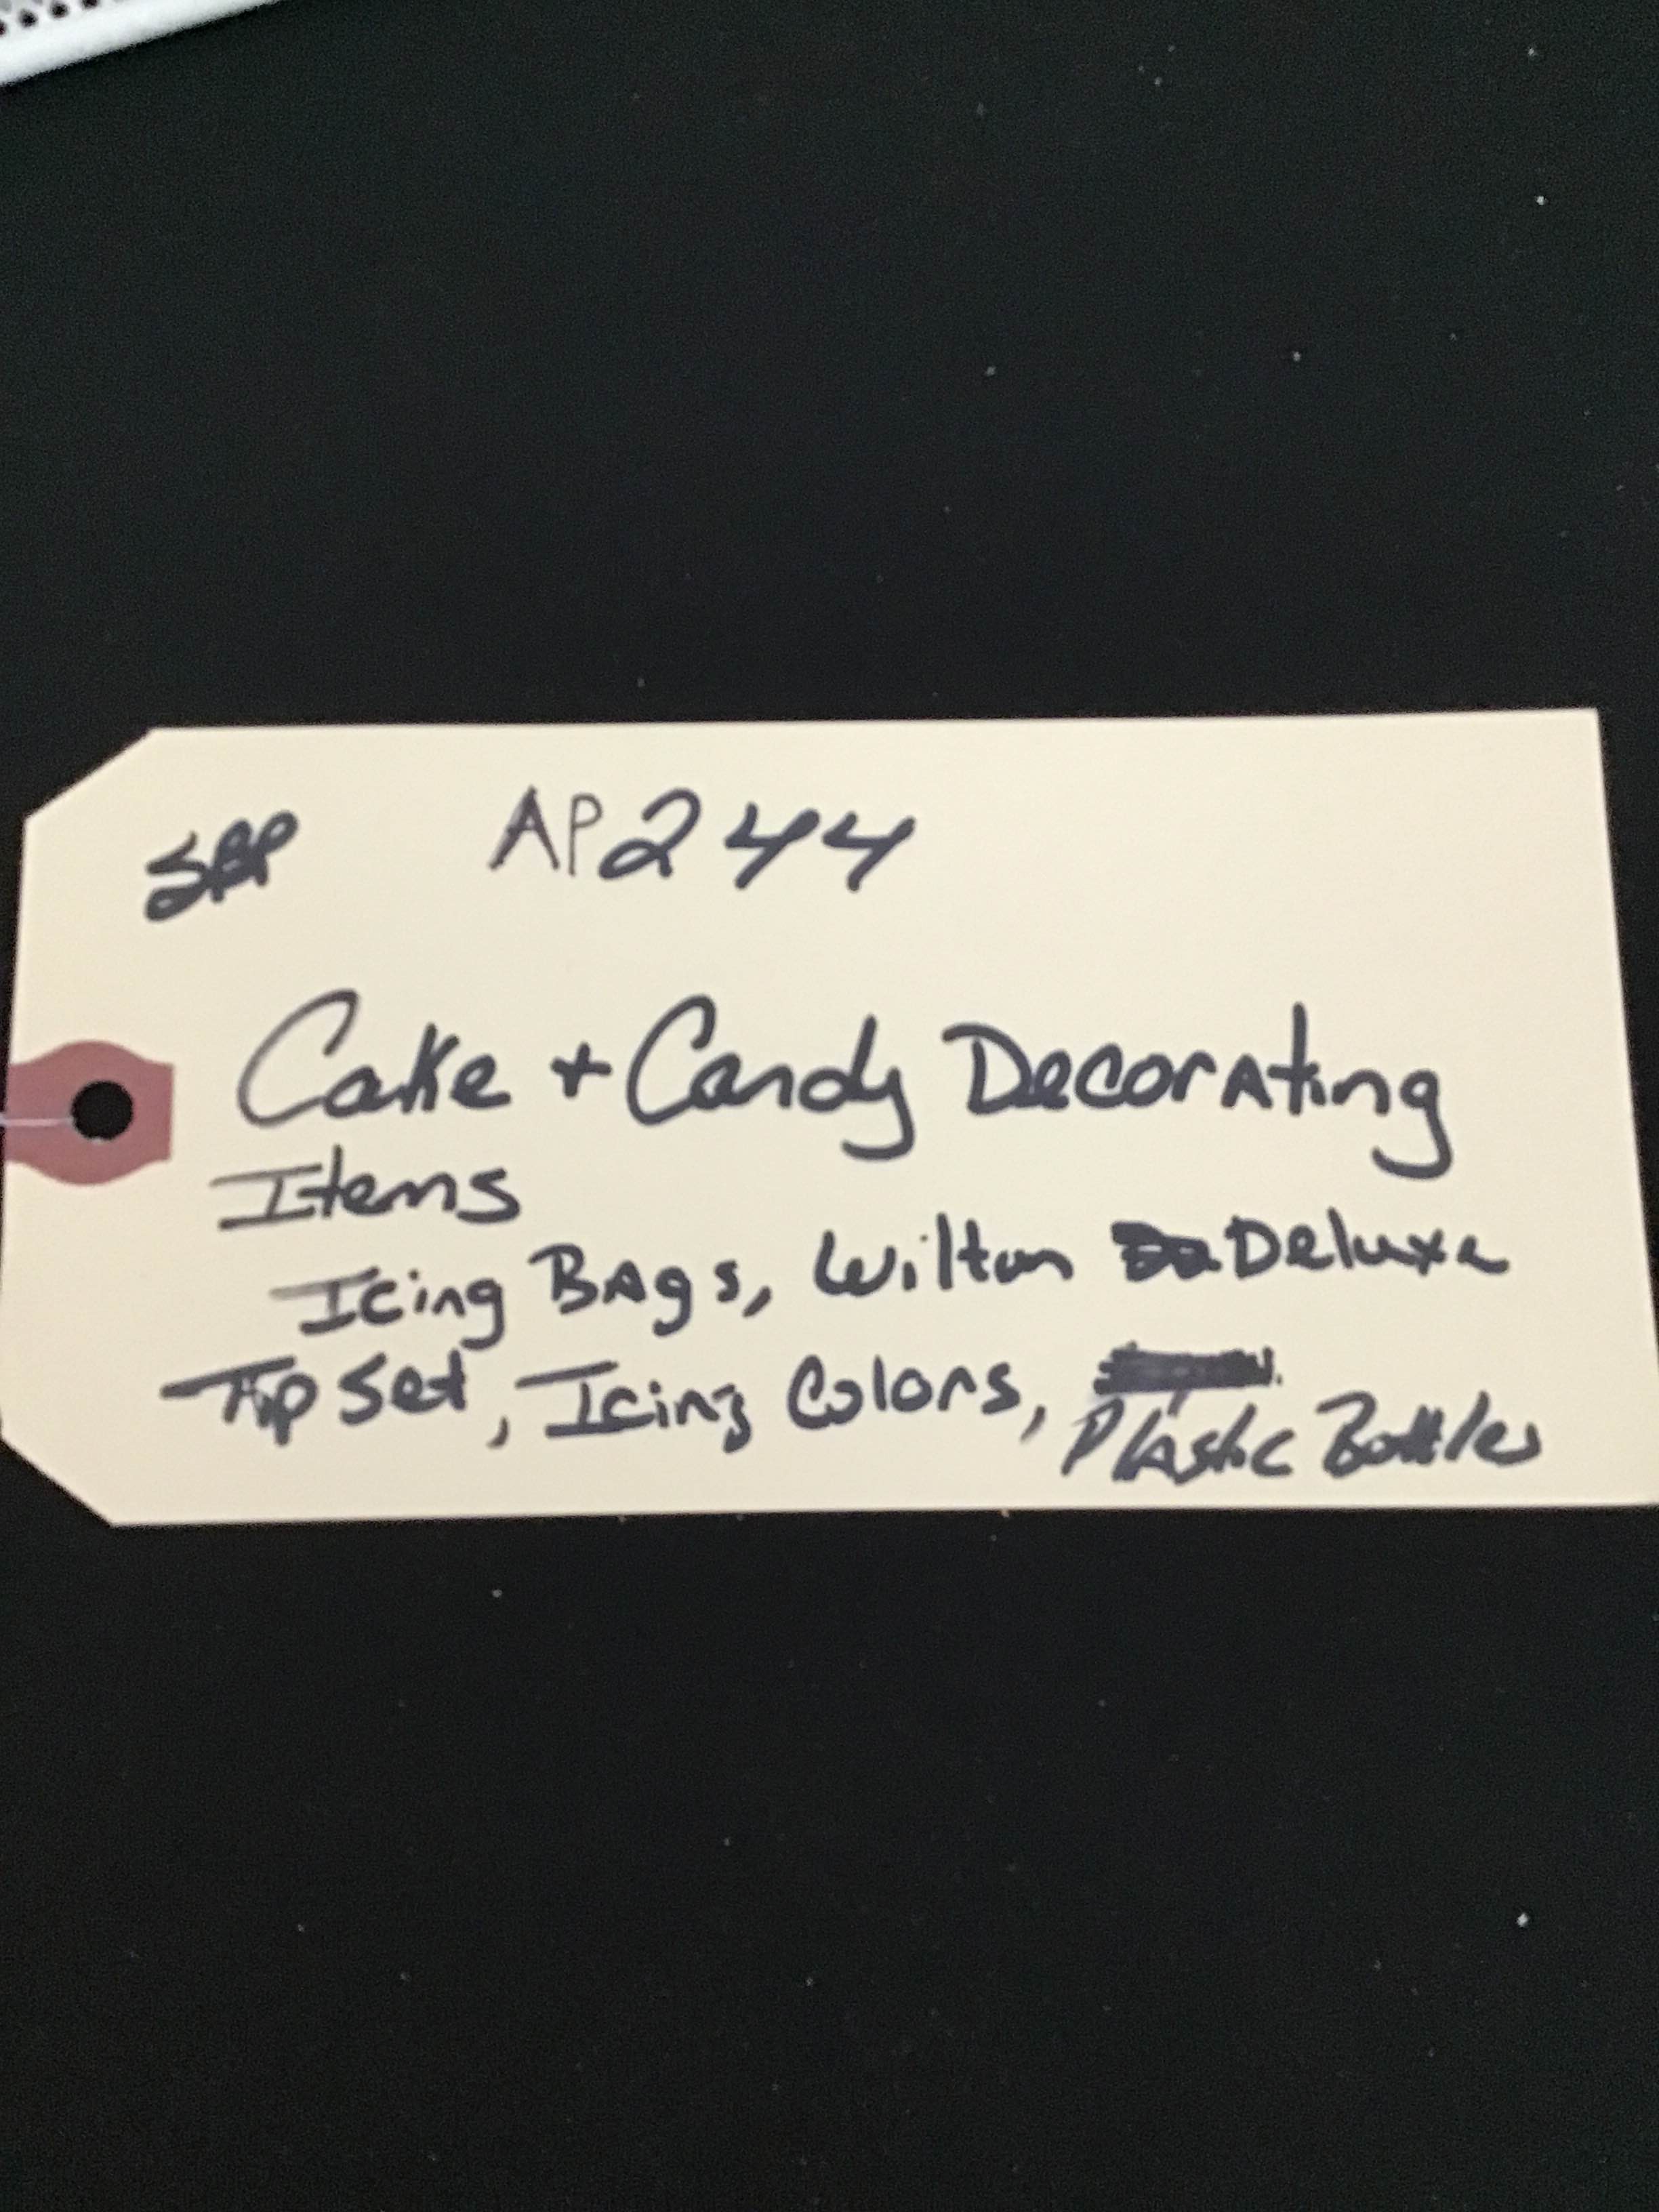 AP244
Cake + Candy Decorating
Items
Icing Bags, Wilton Deluxe
Tip Set, Icing Colors,
Plastic Bottles